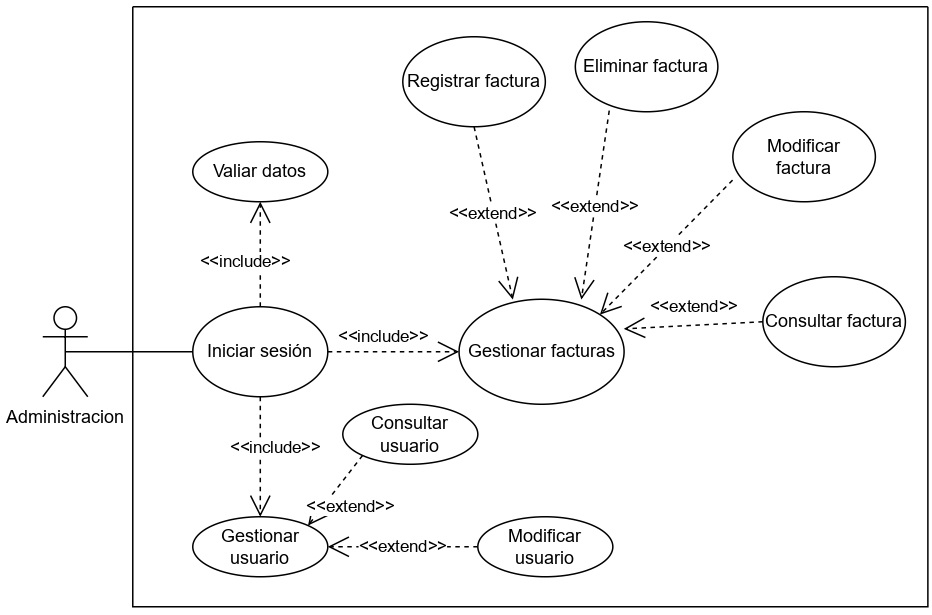 Eliminar factura
Registrar factura
Modificar
factura
Valiar datos
<<extend>>
<<extend>>
<<extend>>
<<include>>
<<extend>>
Consultar factura
<<include>>
Iniciar sesión
Gestionar facturas
Administracion
Consultar
usuario
<<include>>
<<extend>>
Gestionar
usuario
<<extend>>
Modificar
usuario